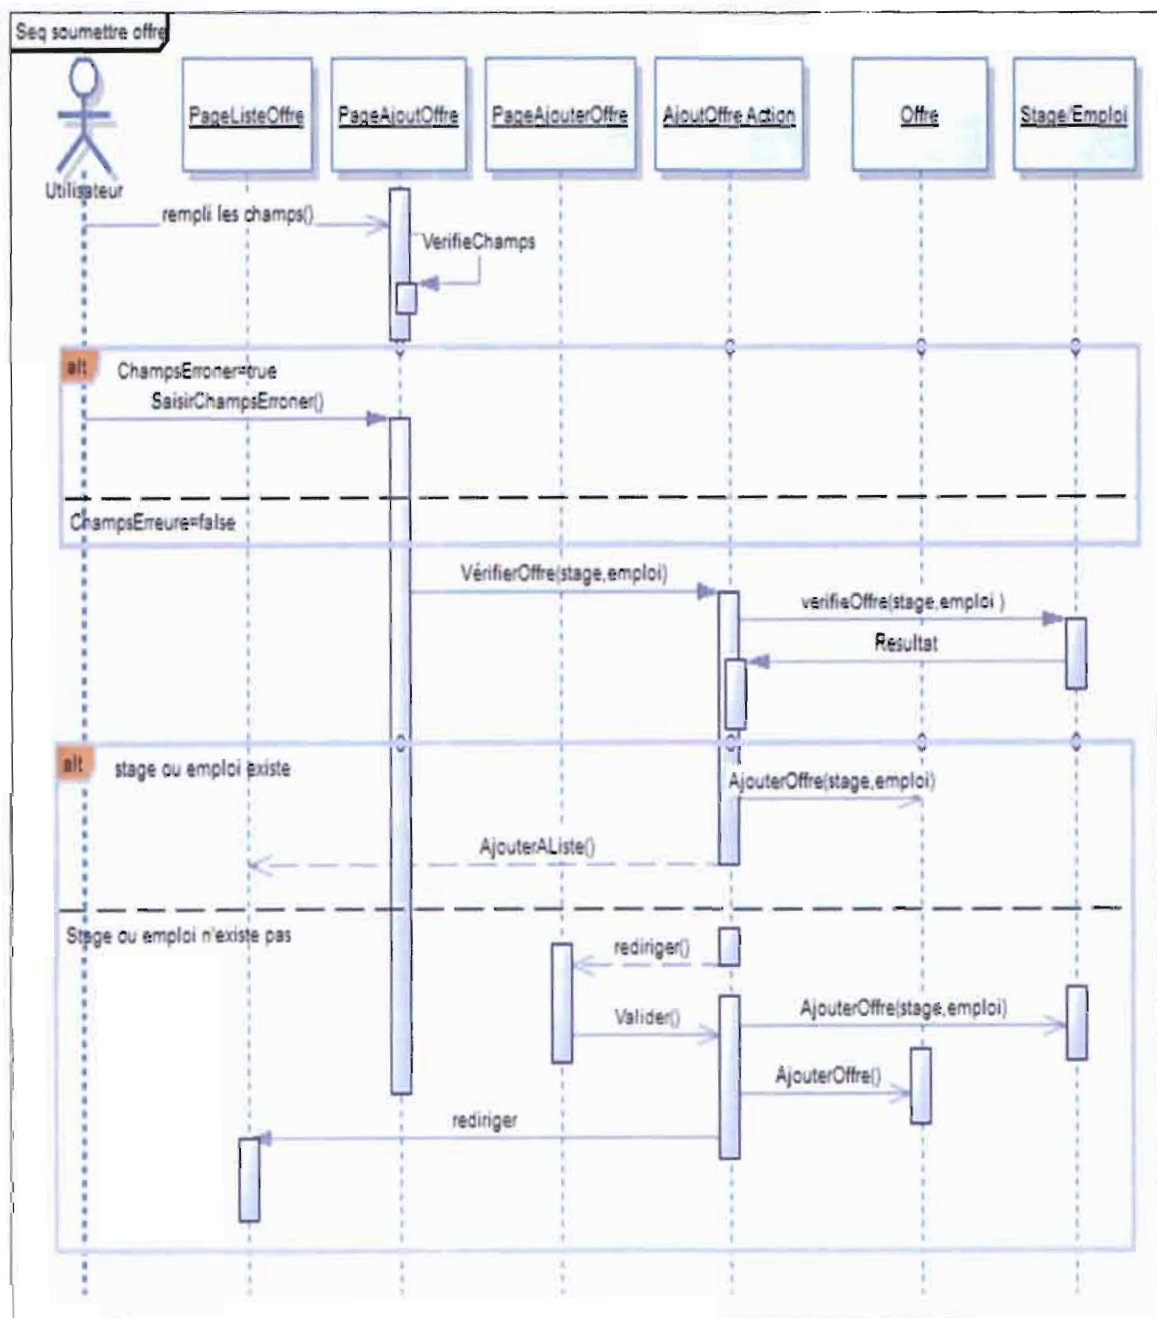 Seq soumettre offre
Utilisateur
PageListeOffre
PageAjoutOffre
PageAjouterOffre
AjoutOffre Action
Offre
Stage/Emploi
rempli les champs()
VerifieChamps
alt
ChampsErroner=true
SaisirChampsErroner()
ChampsErreure=false
VérifierOffre(stage,emploi)
verifieOffre(stage,emploi )
Resultat
alt
stage ou emploi existe
AjouterOffre(stage,emploi)
AjouterAListe()
Stage ou emploi n'existe pas
rediriger()
Valider()
AjouterOffre(stage,emploi)
AjouterOffre()
rediriger